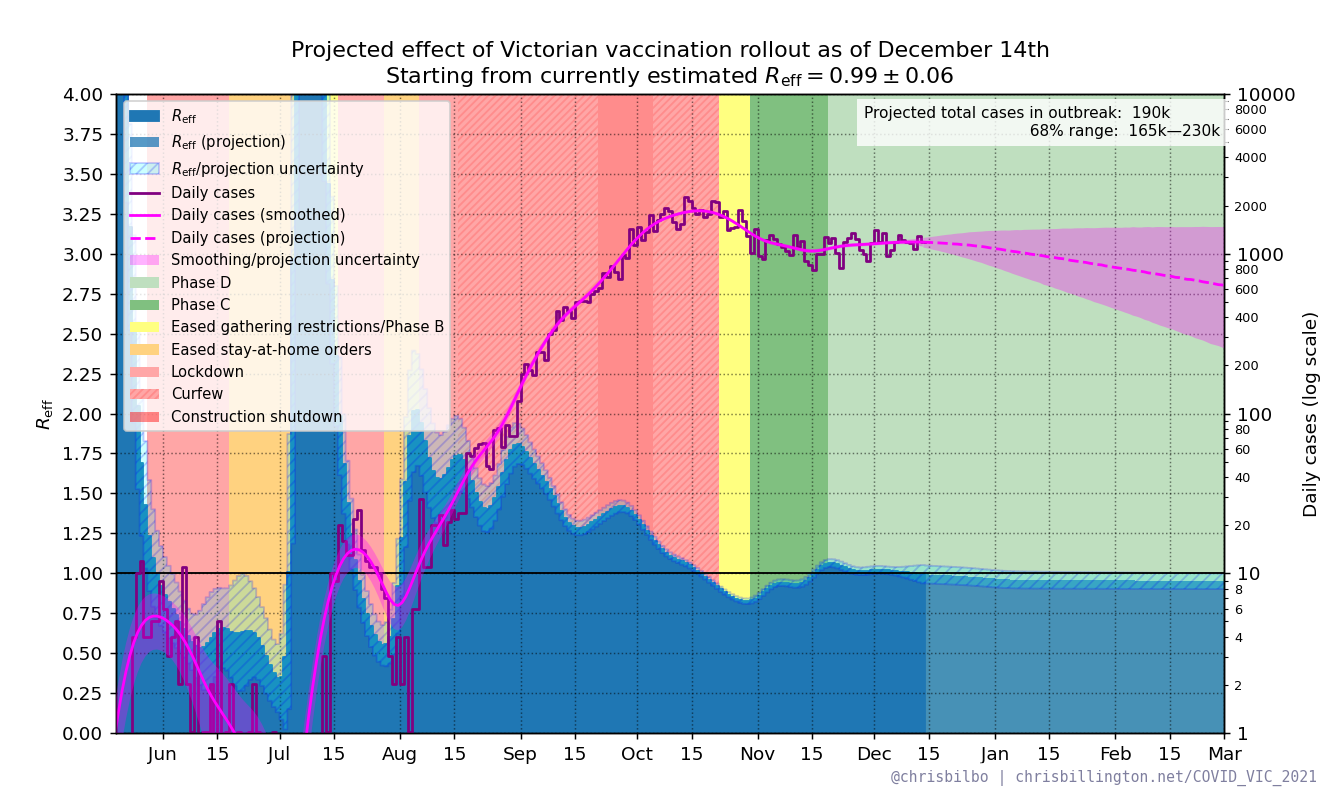 Projected effect of Victorian vaccination rollout as of December 14th
Starting from currently estimated R_eff = 0.99 ± 0.06
Projected total cases in outbreak: 190k
68% range: 165k—230k
R_eff
R_eff (projection)
R_eff/projection uncertainty
Daily cases
Daily cases (smoothed)
Daily cases (projection)
Smoothing/projection uncertainty
Phase D
Phase C
Eased gathering restrictions/Phase B
Eased stay-at-home orders
Lockdown
Curfew
Construction shutdown
R_eff
4.00
3.75
3.50
3.25
3.00
2.75
2.50
2.25
2.00
1.75
1.50
1.25
1.00
0.75
0.50
0.25
0.00
10000
8000
6000
4000
2000
1000
800
600
400
200
100
80
60
40
20
10
8
6
4
2
1
Daily cases (log scale)
Jun 15 Jul 15 Aug 15 Sep 15 Oct 15 Nov 15 Dec 15 Jan 15 Feb 15 Mar
@chrisbilbo | chrisbillington.net/COVID_VIC_2021